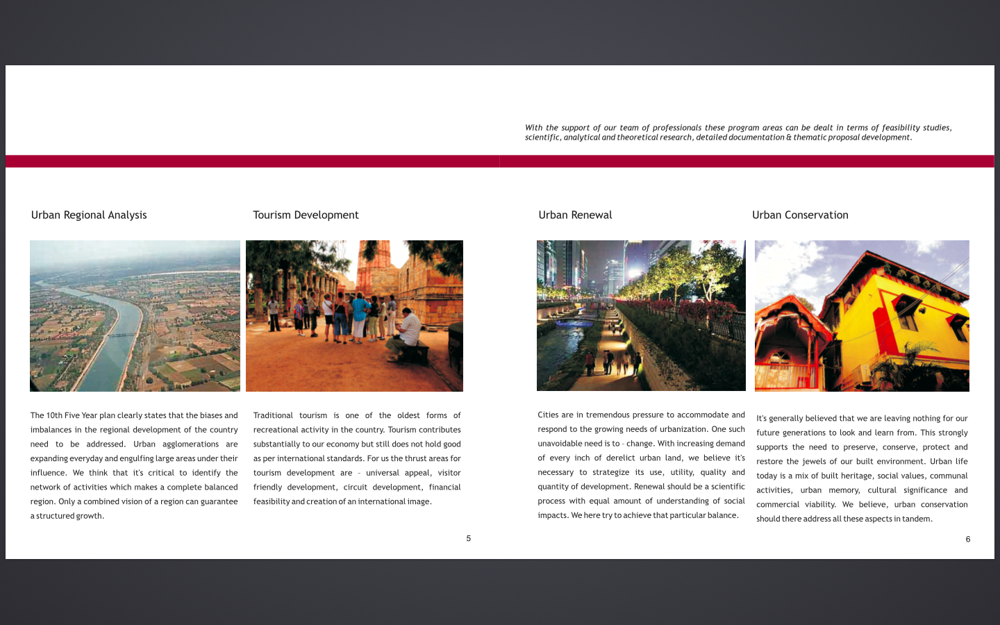 With the support of our team of professionals these program areas can be dealt in terms of feasibility studies,
scientific, analytical and theoretical research, detailed documentation & thematic proposal development.
Urban Regional Analysis
The 10th Five Year plan clearly states that the biases and
imbalances in the regional development of the country
need to be addressed. Urban agglomerations are
expanding everyday and engulfing large areas under their
influence. We think that it's critical to identify the
network of activities which makes a complete balanced
region. Only a combined vision of a region can guarantee
a structured growth.
Tourism Development
Traditional tourism is one of the oldest forms of
recreational activity in the country. Tourism contributes
substantially to our economy but still does not hold good
as per international standards. For us the thrust areas for
tourism development are - universal appeal, visitor
friendly development, circuit development, financial
feasibility and creation of an international image.
5
Urban Renewal
Cities are in tremendous pressure to accommodate and
respond to the growing needs of urbanization. One such
unavoidable need is to - change. With increasing demand
of every inch of derelict urban land, we believe it's
necessary to strategize its use, utility, quality and
quantity of development. Renewal should be a scientific
process with equal amount of understanding of social
impacts. We here try to achieve that particular balance.
Urban Conservation
It's generally believed that we are leaving nothing for our
future generations to look and learn from. This strongly
supports the need to preserve, conserve, protect and
restore the jewels of our built environment. Urban life
today is a mix of built heritage, social values, communal
activities, urban memory, cultural significance and
commercial viability. We believe, urban conservation
should there address all these aspects in tandem.
6